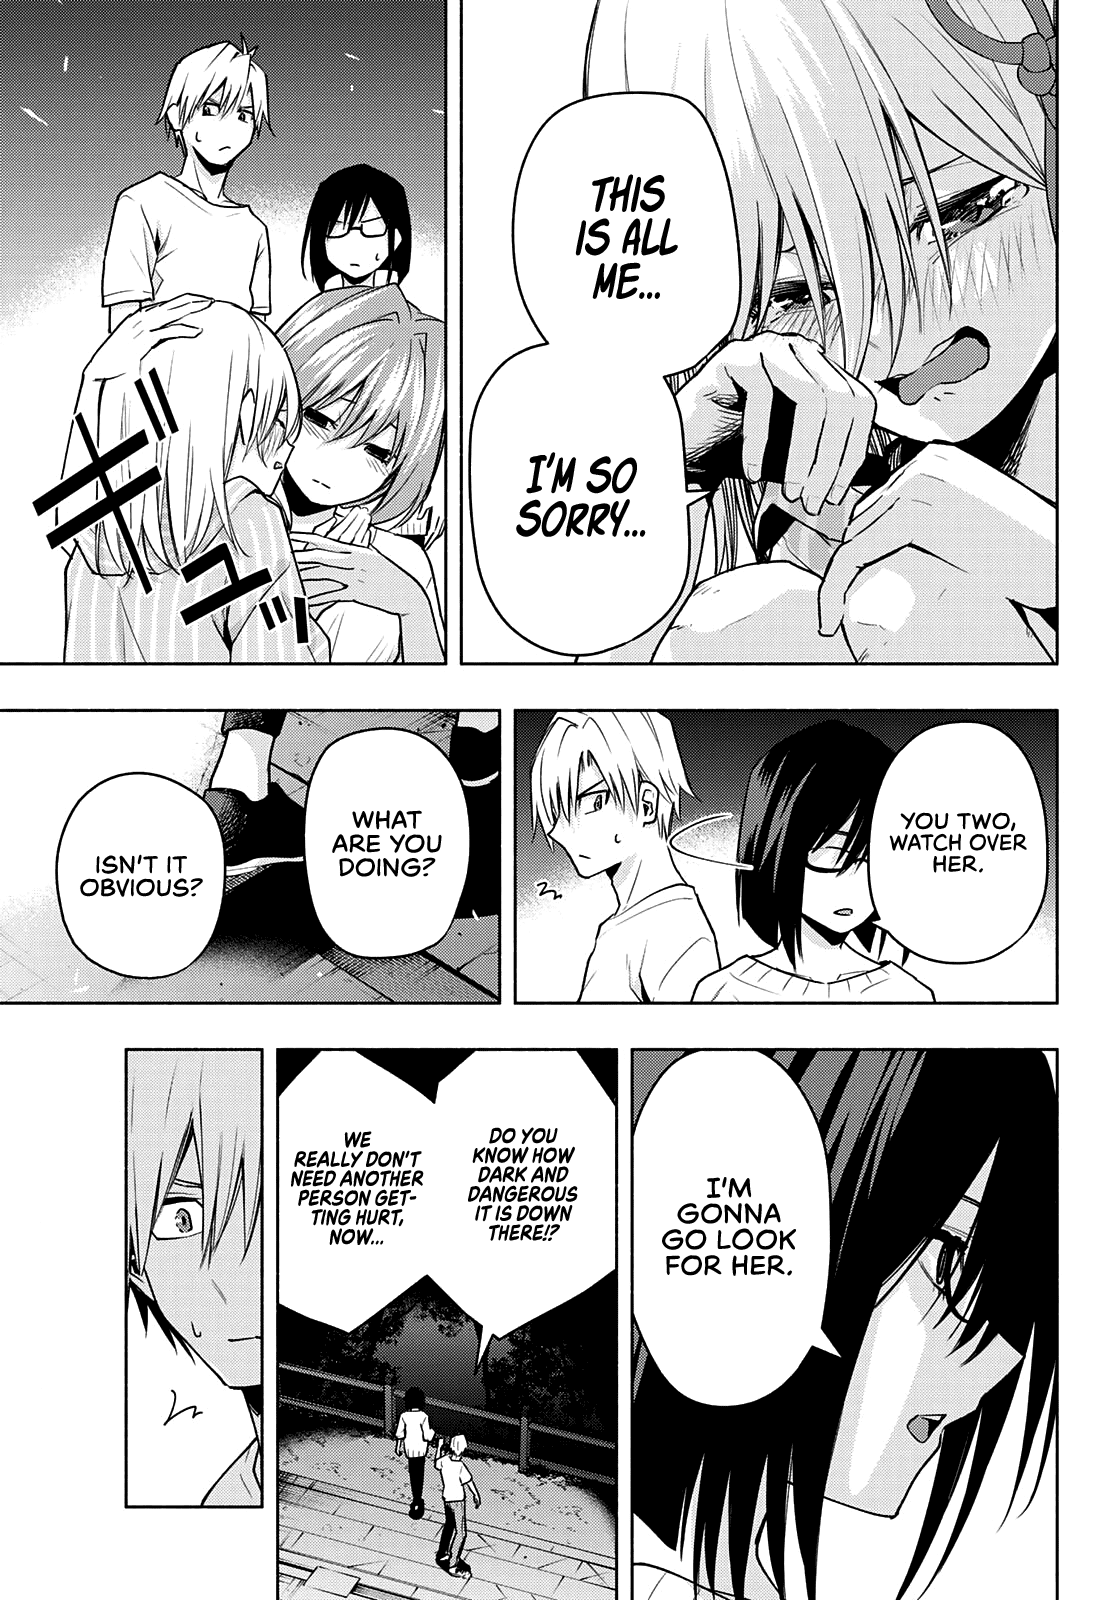 THIS
IS ALL
ME...
I'M SO
SORRY...
ギュッ
YOU TWO,
WATCH OVER
HER.
WHAT
ARE YOU
DOING?
ISN'T IT
OBVIOUS?
I'M
GONNA
GO LOOK
FOR HER.
DO YOU
KNOW HOW
DARK AND
DANGEROUS
IT IS DOWN
THERE!?
WE
REALLY DON'T
NEED ANOTHER
PERSON GET-
TING HURT,
NOW...